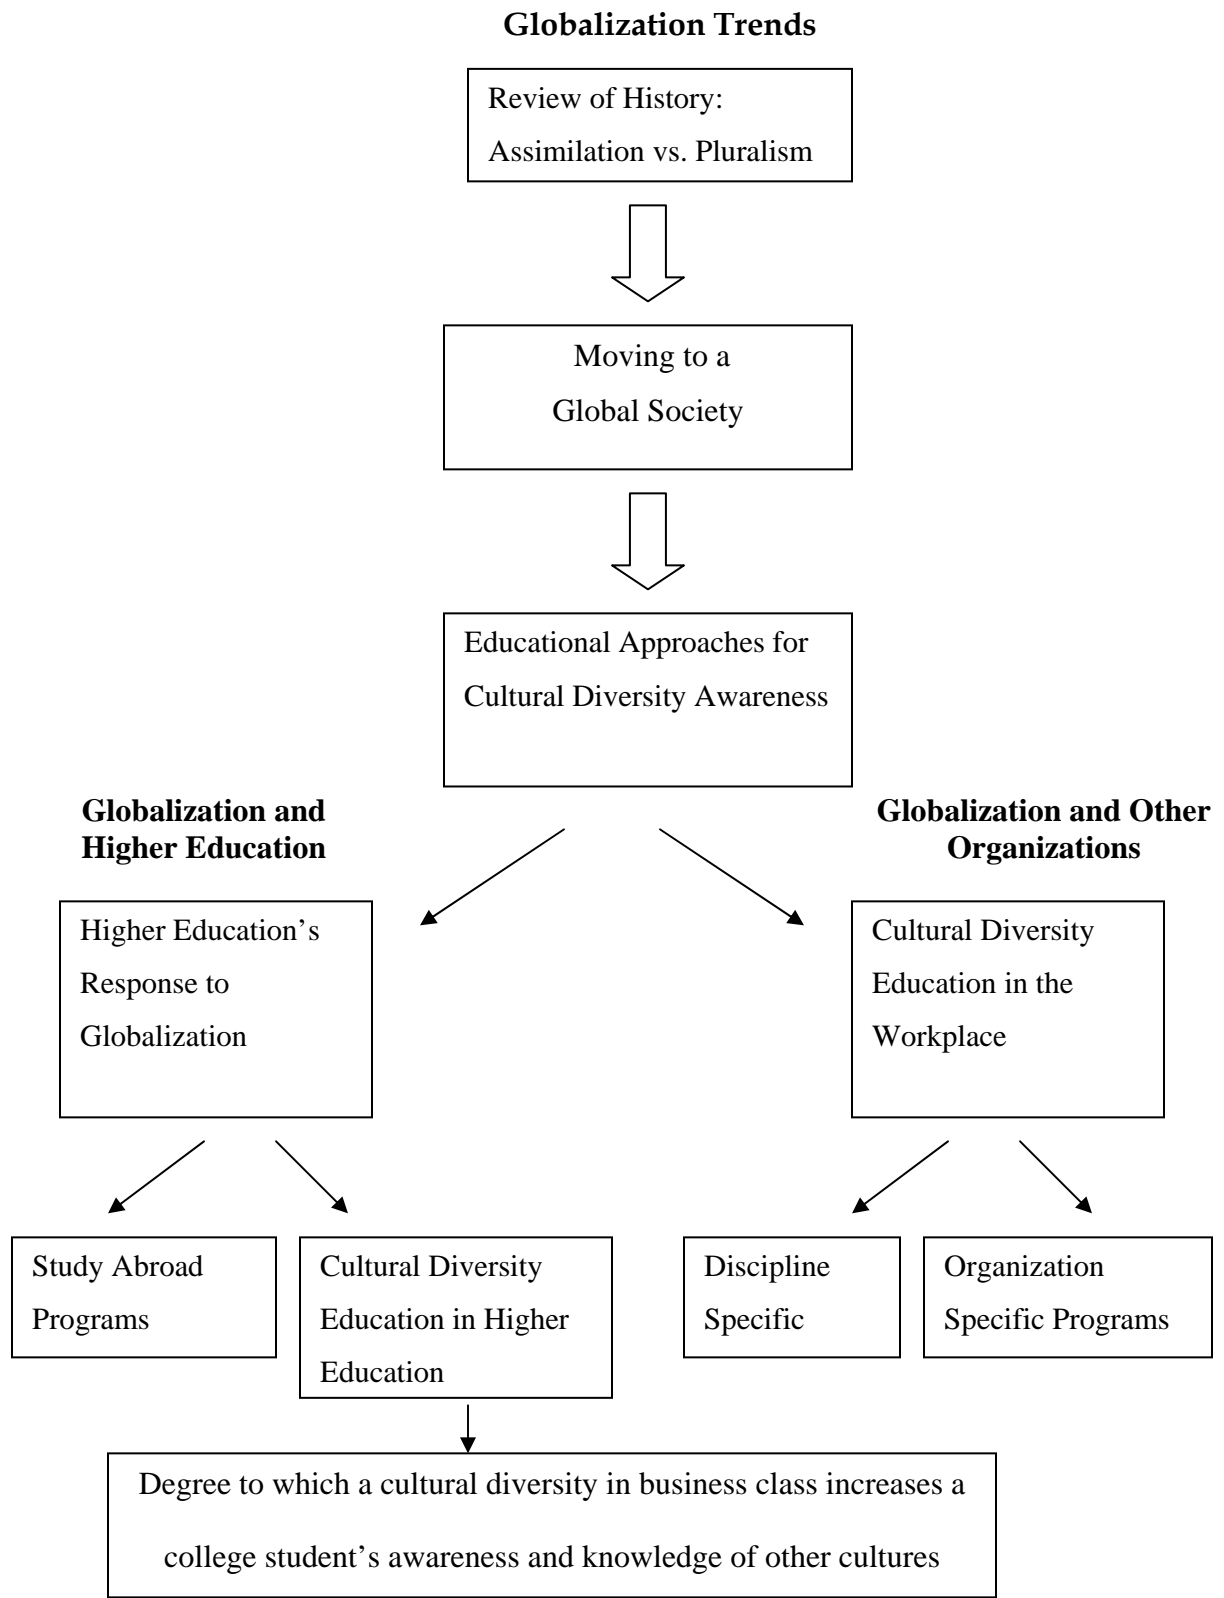 Globalization Trends
Review of History:
Assimilation vs. Pluralism
Moving to a
Global Society
Educational Approaches for
Cultural Diversity Awareness
Globalization and
Higher Education
Globalization and Other
Organizations
Higher Education’s
Response to
Globalization
Cultural Diversity
Education in the
Workplace
Study Abroad
Programs
Cultural Diversity
Education in Higher
Education
Discipline
Specific
Organization
Specific Programs
Degree to which a cultural diversity in business class increases a
college student’s awareness and knowledge of other cultures